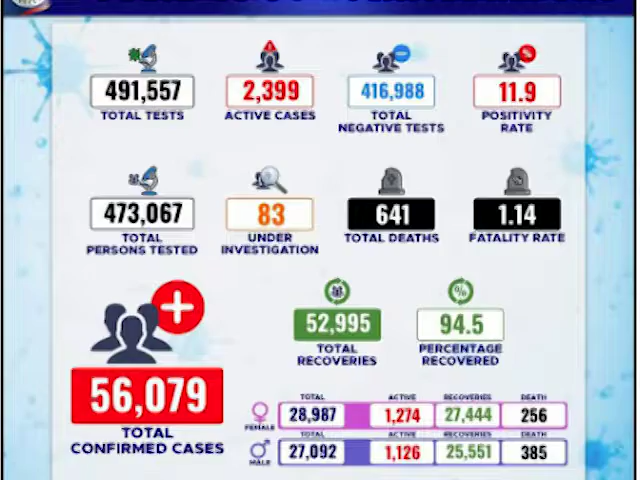 491,557
TOTAL TESTS
2,399
ACTIVE CASES
416,988
TOTAL
NEGATIVE TESTS
11.9
POSITIVITY
RATE
473,067
TOTAL
PERSONS TESTED
83
UNDER
INVESTIGATION
641
TOTAL DEATHS
1.14
FATALITY RATE
56,079
TOTAL
CONFIRMED CASES
52,995
TOTAL
RECOVERIES
%
94.5
PERCENTAGE
RECOVERED
TOTAL ACTIVE RECOVERIES DEATH
FEMALE 28,987 1,274 27,444 256
TOTAL ACTIVE RECOVERIES DEATH
MALE 27,092 1,126 25,551 385